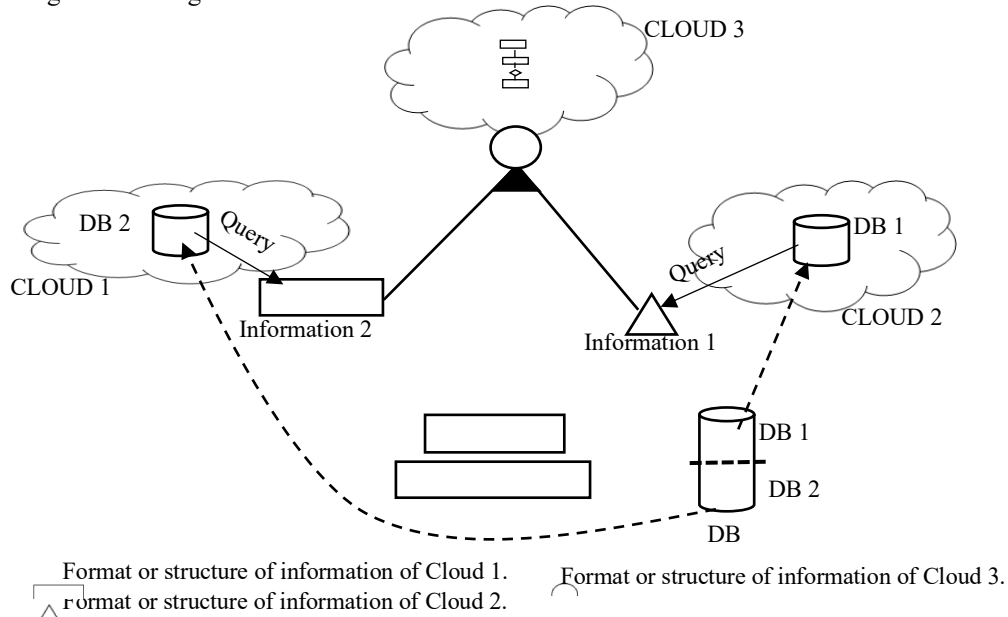 CLOUD 3
DB 2
Query
DB 1
Query
CLOUD 1
CLOUD 2
Information 2
Information 1
DB 1
DB 2
DB
Format or structure of information of Cloud 1.
Format or structure of information of Cloud 3.
Format or structure of information of Cloud 2.